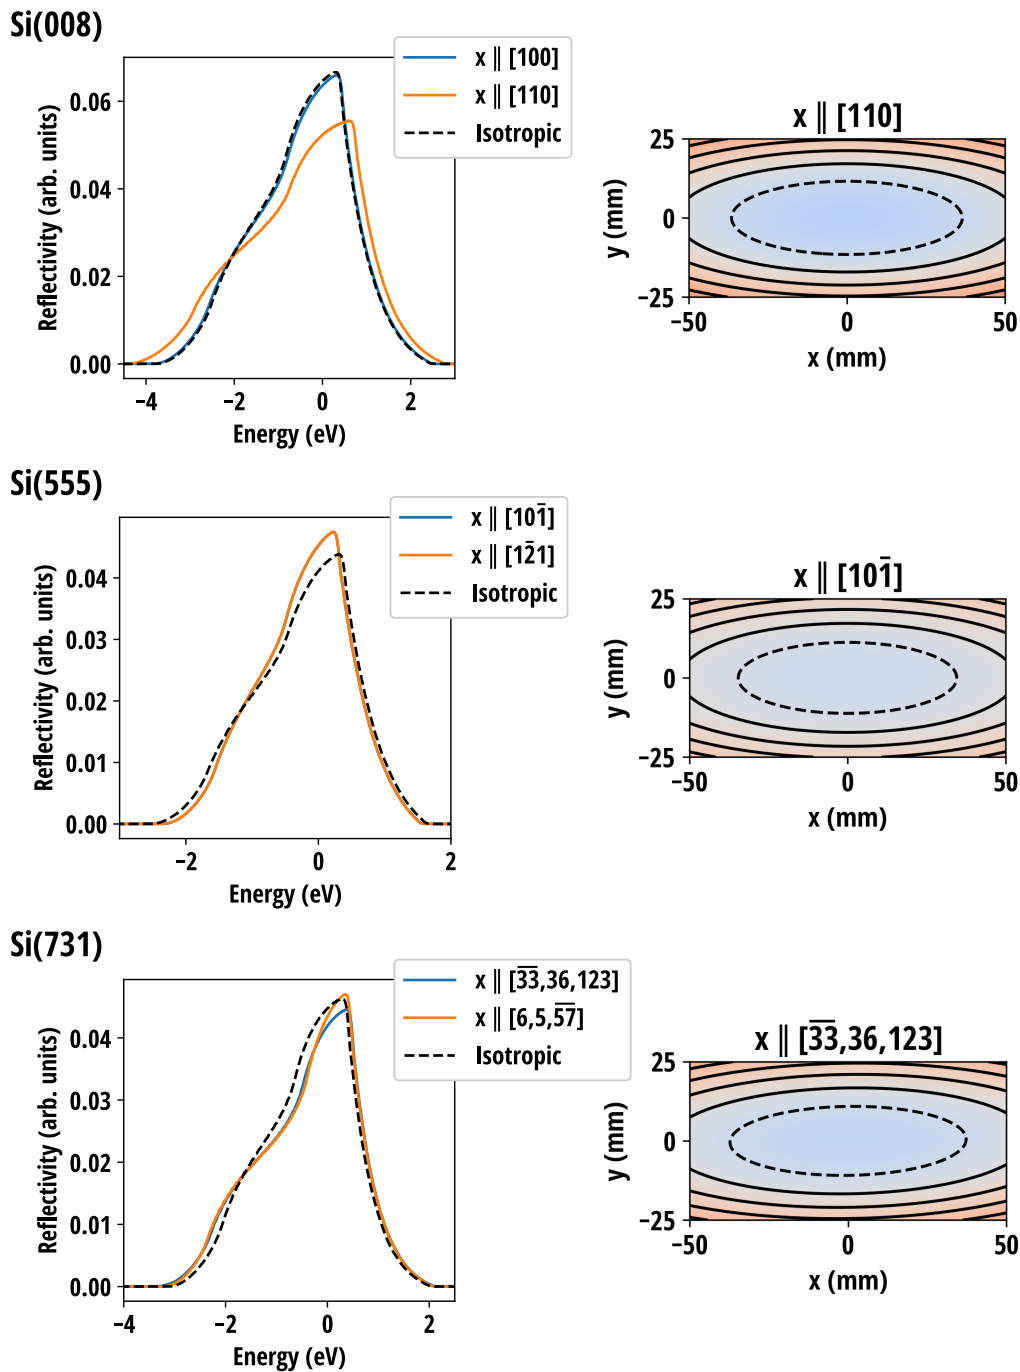 Si(008)
x ∥ [100]
x ∥ [110]
Isotropic
0.06
0.04
0.02
0.00
Reflectivity (arb. units)
−4 −2 0 2
Energy (eV)
x ∥ [110]
25
0
−25
y (mm)
−50 0 50
x (mm)
Si(555)
x ∥ [101̅]
x ∥ [12̅1]
Isotropic
0.04
0.03
0.02
0.01
0.00
Reflectivity (arb. units)
−2 0 2
Energy (eV)
x ∥ [101̅]
25
0
−25
y (mm)
−50 0 50
x (mm)
Si(731)
x ∥ [3̅3̅,36,123]
x ∥ [6,5,5̅7̅]
Isotropic
0.04
0.03
0.02
0.01
0.00
Reflectivity (arb. units)
−4 −2 0 2
Energy (eV)
x ∥ [3̅3̅,36,123]
25
0
−25
y (mm)
−50 0 50
x (mm)